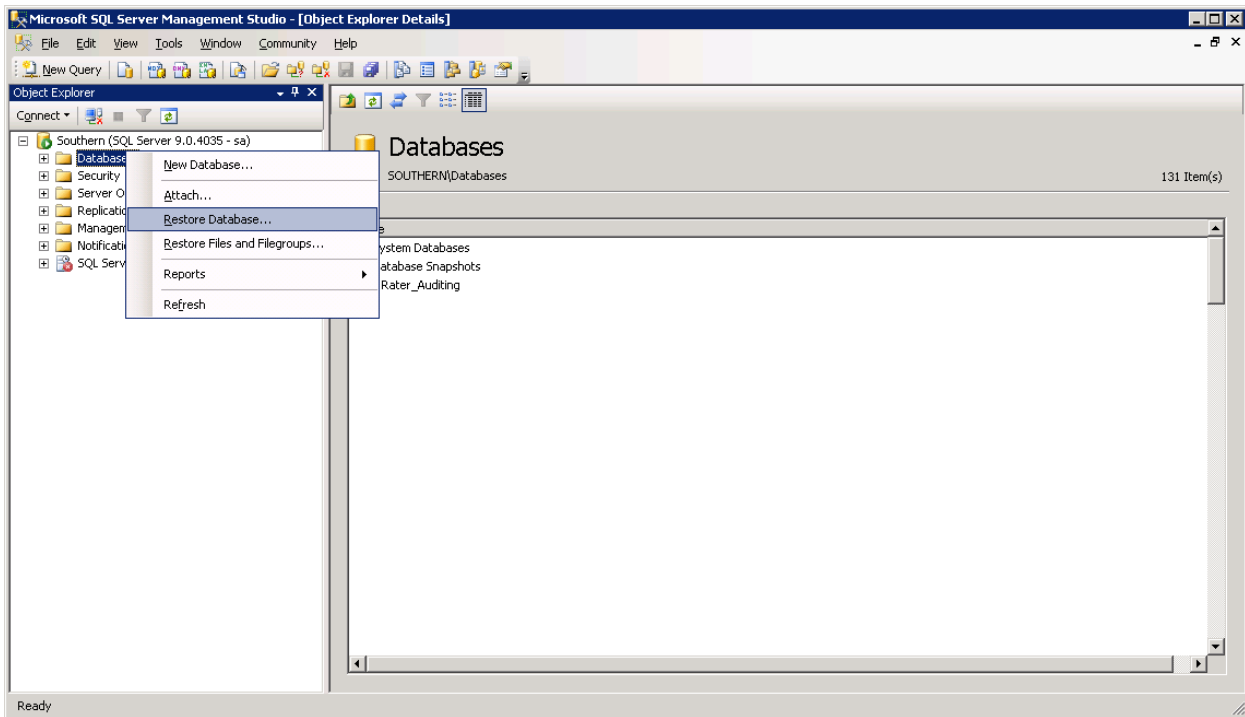 Microsoft SQL Server Management Studio - [Object Explorer Details]
File Edit View Tools Window Community Help
New Query
Object Explorer
Connect
Southern (SQL Server 9.0.4035 - sa)
Database
Security
Server O
Replicatio
Managem
Notificati
SQL Serv
New Database...
Attach...
Restore Database...
Restore Files and Filegroups...
Reports
Refresh
Databases
SOUTHERN\Databases 131 Item(s)
e
ystem Databases
atabase Snapshots
Rater_Auditing
Ready